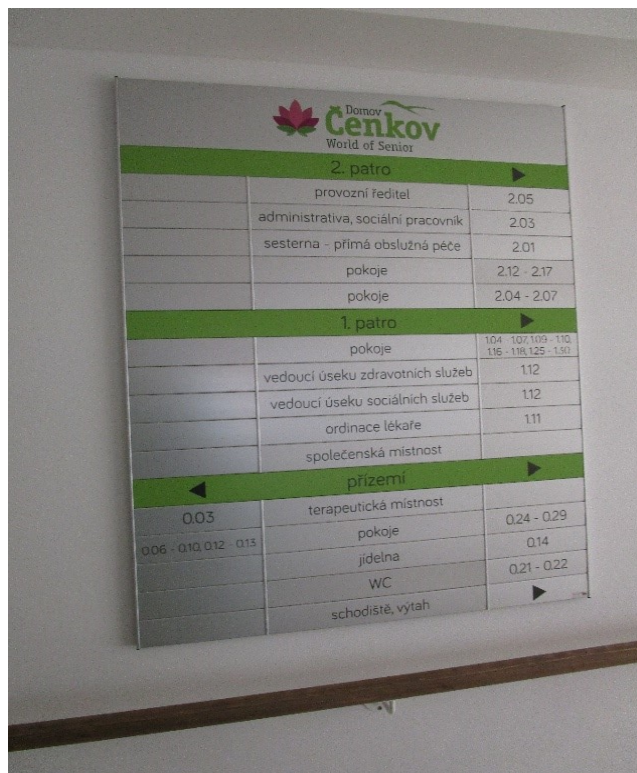 Domov
Čenkov
World of Senior
2. patro
provozní ředitel 2.05
administrativa, sociální pracovník 2.03
sesterna - přímá obslužná péče 2.01
pokoje 2.12 - 2.17
pokoje 2.04 - 2.07
1. patro
pokoje 1.04 - 1.07, 1.09 - 1.10,
1.16 - 1.18, 1.25 - 1.30
vedoucí úseku zdravotních služeb 1.12
vedoucí úseku sociálních služeb 1.12
ordinace lékaře 1.11
společenská místnost
přízemí
0.03 terapeutická místnost
0.06 - 0.10, 0.12 - 0.13 pokoje 0.24 - 0.29
jídelna 0.14
WC 0.21 - 0.22
schodiště, výtah